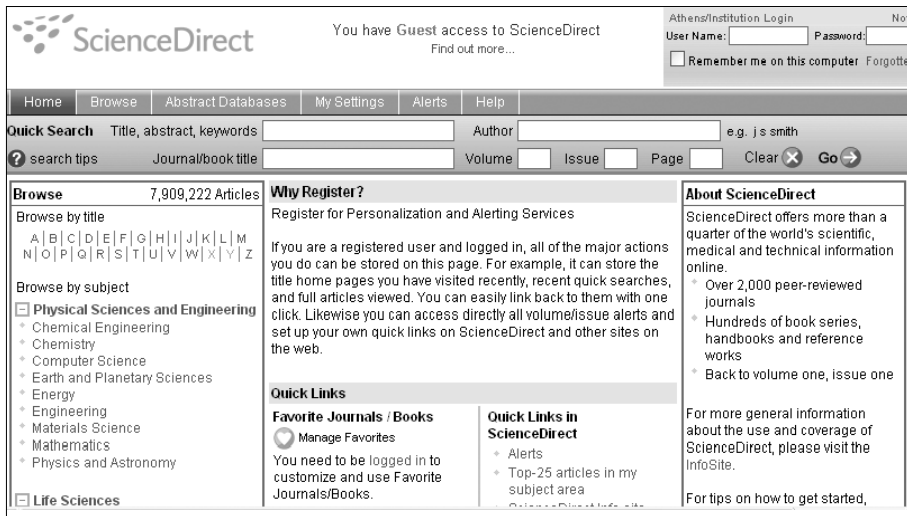 ScienceDirect
You have Guest access to ScienceDirect
Find out more...
Athens/Institution Login
User Name: Password:
Remember me on this computer
Home Browse Abstract Databases My Settings Alerts Help
Quick Search Title, abstract, keywords Author e.g. j s smith
? search tips Journal/book title Volume Issue Page Clear Go
Browse 7,909,222 Articles
Browse by title
A|B|C|D|E|F|G|H|I|J|K|L|M
N|O|P|Q|R|S|T|U|V|W|X|Y|Z
Browse by subject
Physical Sciences and Engineering
Chemical Engineering
Chemistry
Computer Science
Earth and Planetary Sciences
Energy
Engineering
Materials Science
Mathematics
Physics and Astronomy
Life Sciences
Why Register?
Register for Personalization and Alerting Services
If you are a registered user and logged in, all of the major actions
you do can be stored on this page. For example, it can store the
title home pages you have visited recently, recent quick searches,
and full articles viewed. You can easily link back to them with one
click. Likewise you can access directly all volume/issue alerts and
set up your own quick links on ScienceDirect and other sites on
the web.
Quick Links
Favorite Journals / Books
Manage Favorites
You need to be logged in to
customize and use Favorite
Journals/Books.
Quick Links in
ScienceDirect
Alerts
Top-25 articles in my
subject area
About ScienceDirect
ScienceDirect offers more than a
quarter of the world's scientific,
medical and technical information
online.
Over 2,000 peer-reviewed
journals
Hundreds of book series,
handbooks and reference
works
Back to volume one, issue one
For more general information
about the use and coverage of
ScienceDirect, please visit the
InfoSite.
For tips on how to get started,